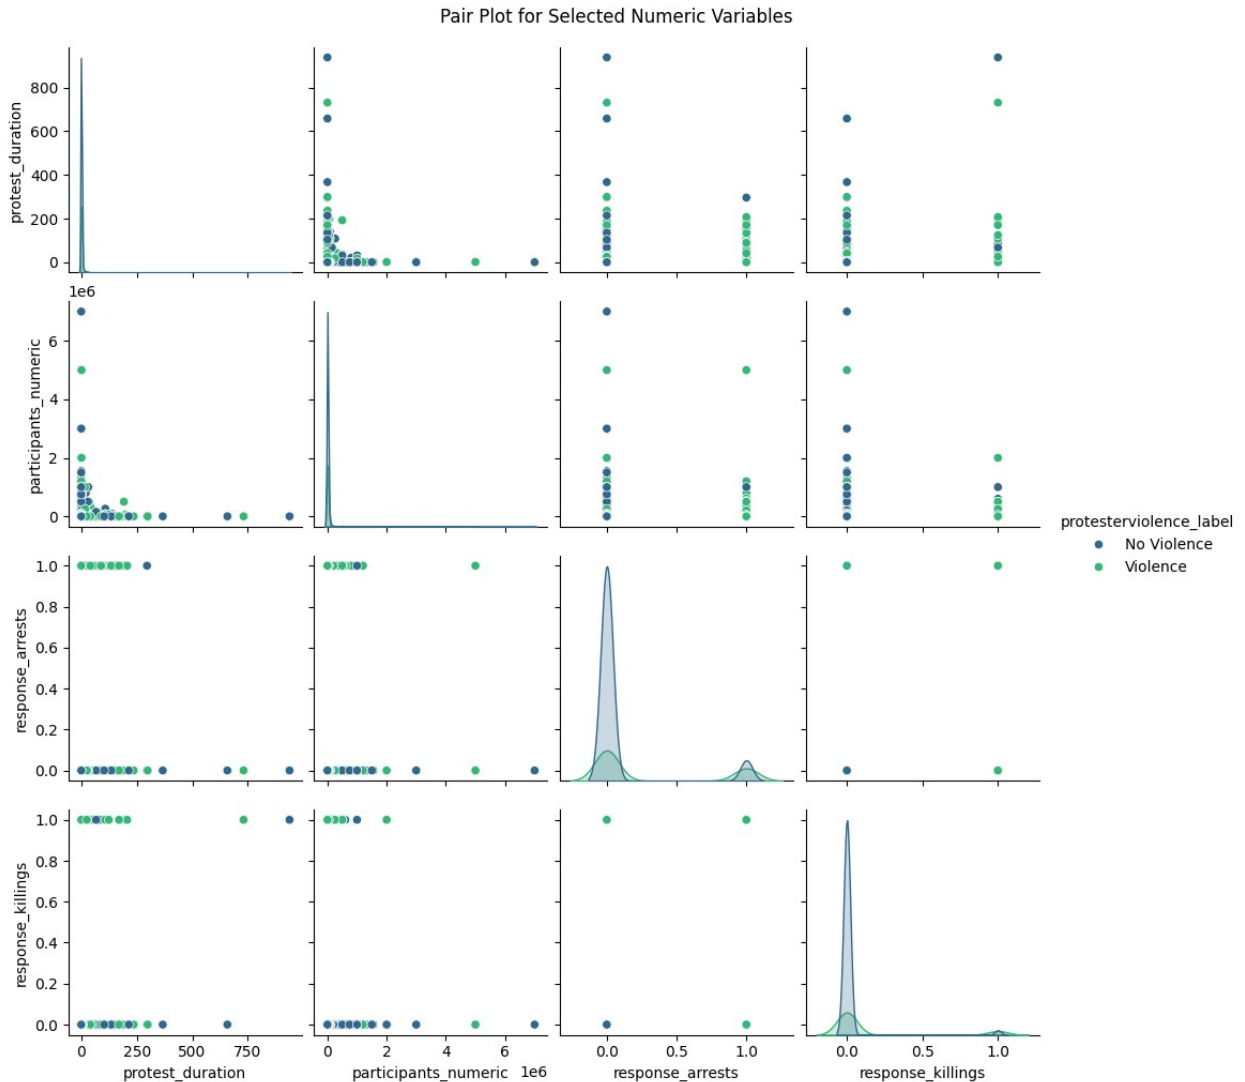 Pair Plot for Selected Numeric Variables
protest_duration
800
600
400
200
0
1e6
participants_numeric
6
4
2
0
protesterviolence_label
No Violence
Violence
response_arrests
1.0
0.8
0.6
0.4
0.2
0.0
response_killings
1.0
0.8
0.6
0.4
0.2
0.0
0 250 500 750
protest_duration
0 2 4 6
participants_numeric 1e6
0.0 0.5 1.0
response_arrests
0.0 0.5 1.0
response_killings